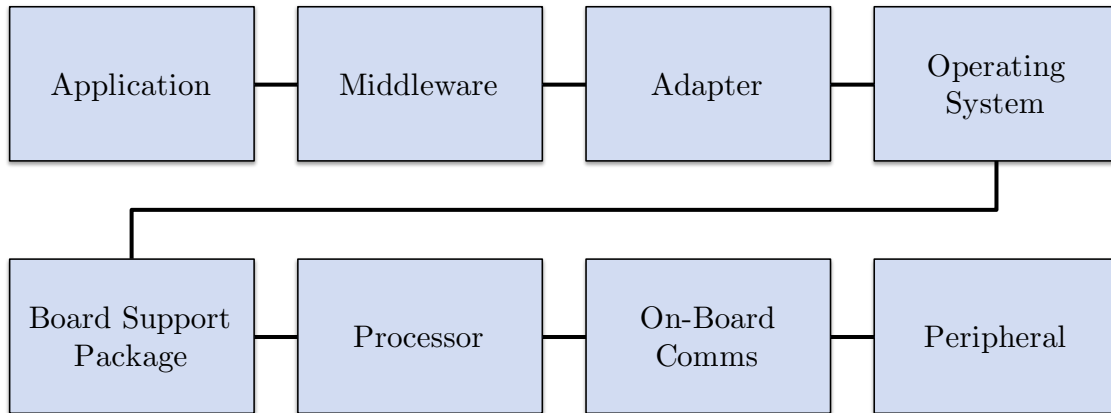 Application
Middleware
Adapter
Operating
System
Board Support
Package
Processor
On-Board
Comms
Peripheral